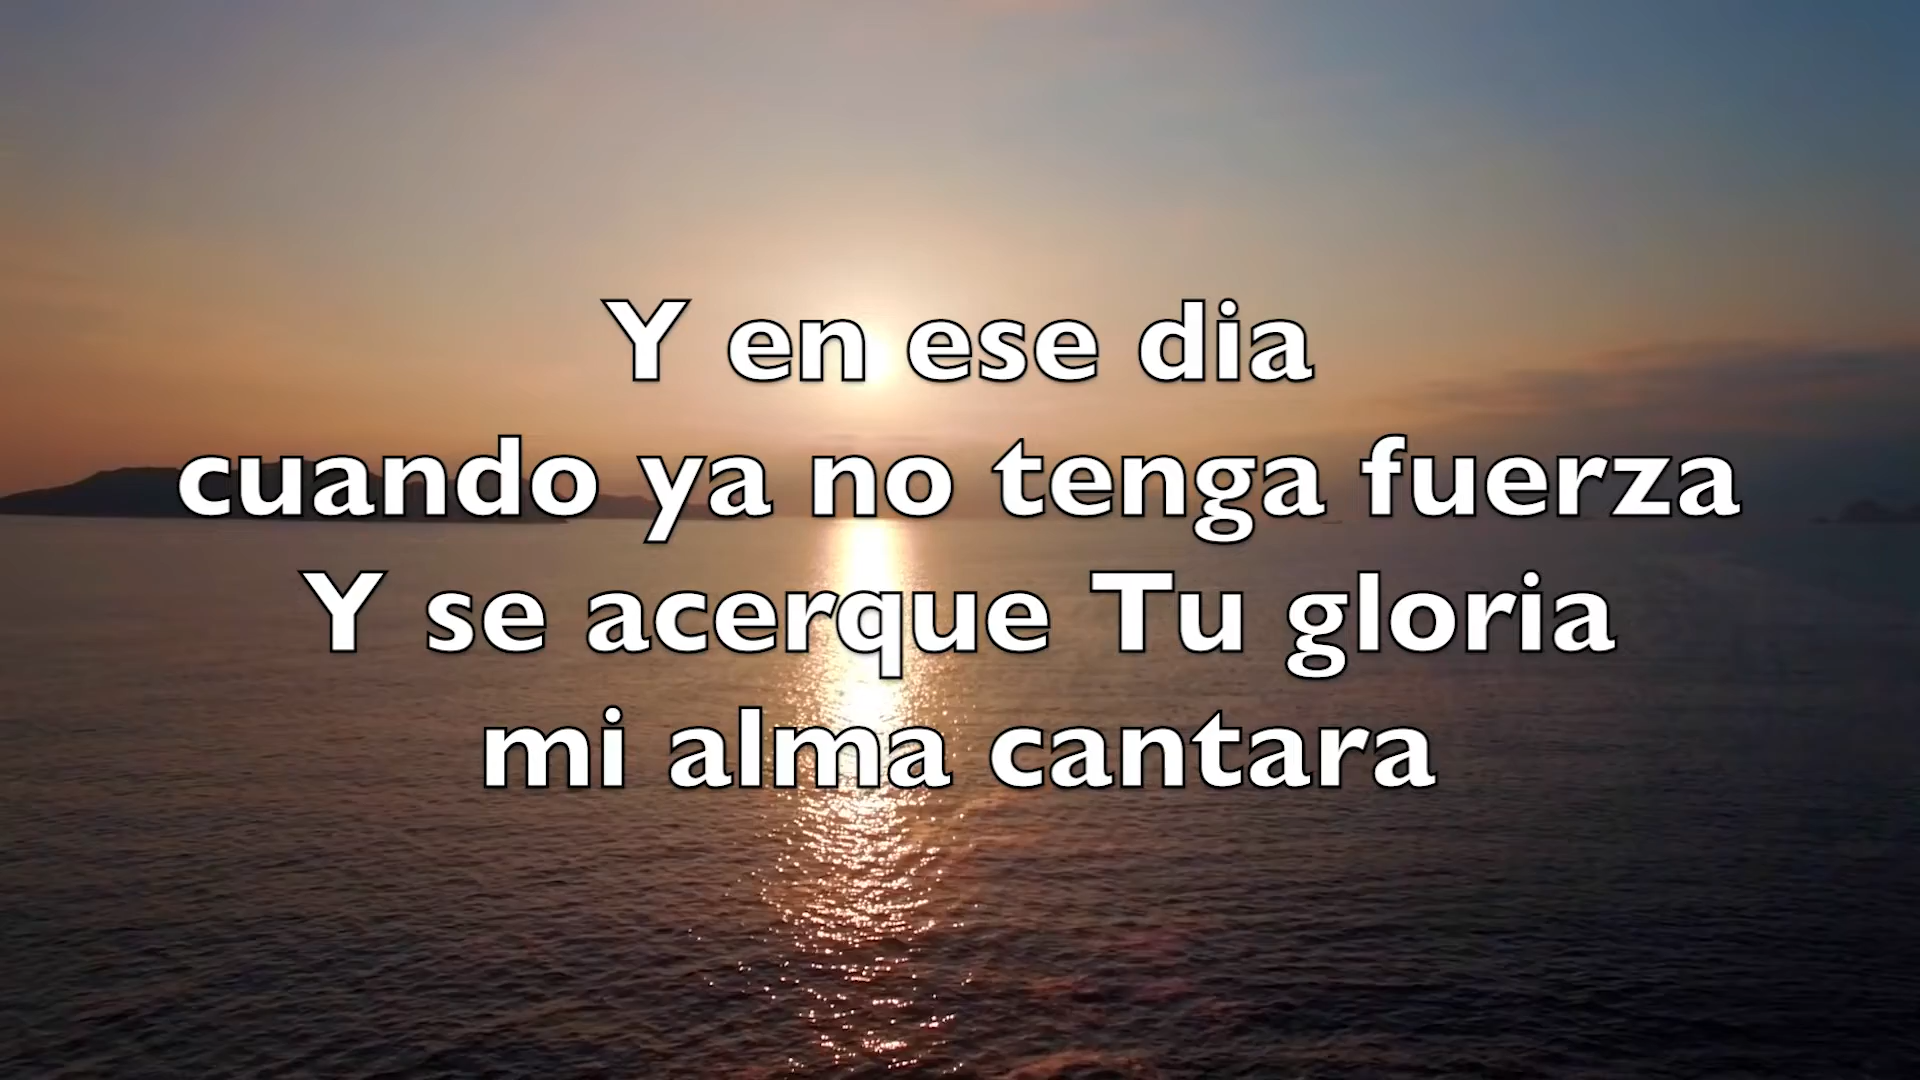 Y en ese dia
cuando ya no tenga fuerza
Y se acerque Tu gloria
mi alma cantara